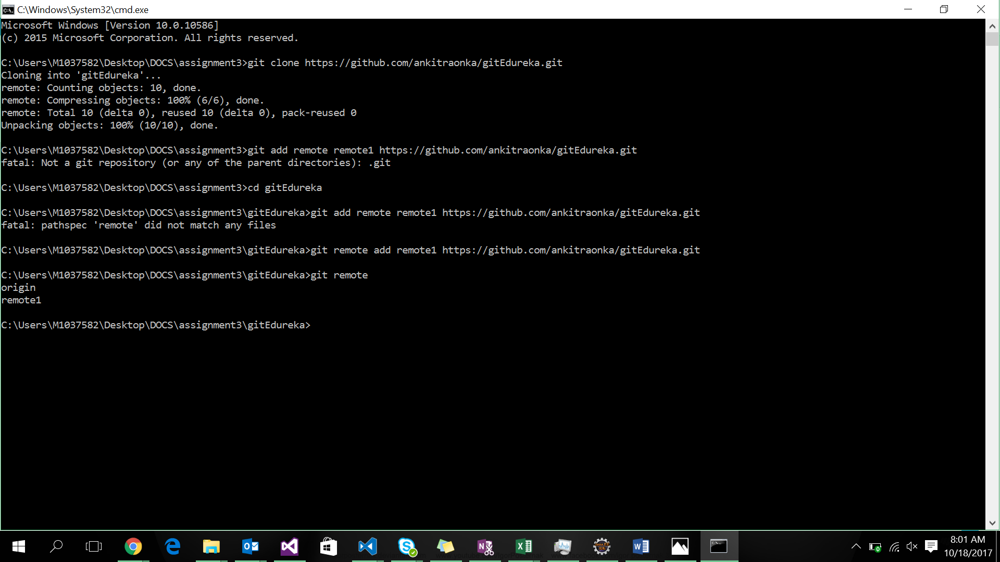 C:\Windows\System32\cmd.exe
Microsoft Windows [Version 10.0.10586]
(c) 2015 Microsoft Corporation. All rights reserved.
C:\Users\M1037582\Desktop\DOCS\assignment3>git clone https://github.com/ankitraonka/gitEdureka.git
Cloning into 'gitEdureka'...
remote: Counting objects: 10, done.
remote: Compressing objects: 100% (6/6), done.
remote: Total 10 (delta 0), reused 10 (delta 0), pack-reused 0
Unpacking objects: 100% (10/10), done.
C:\Users\M1037582\Desktop\DOCS\assignment3>git add remote remote1 https://github.com/ankitraonka/gitEdureka.git
fatal: Not a git repository (or any of the parent directories): .git
C:\Users\M1037582\Desktop\DOCS\assignment3>cd gitEdureka
C:\Users\M1037582\Desktop\DOCS\assignment3\gitEdureka>git add remote remote1 https://github.com/ankitraonka/gitEdureka.git
fatal: pathspec 'remote' did not match any files
C:\Users\M1037582\Desktop\DOCS\assignment3\gitEdureka>git remote add remote1 https://github.com/ankitraonka/gitEdureka.git
C:\Users\M1037582\Desktop\DOCS\assignment3\gitEdureka>git remote
origin
remote1
C:\Users\M1037582\Desktop\DOCS\assignment3\gitEdureka>
8:01 AM
10/18/2017